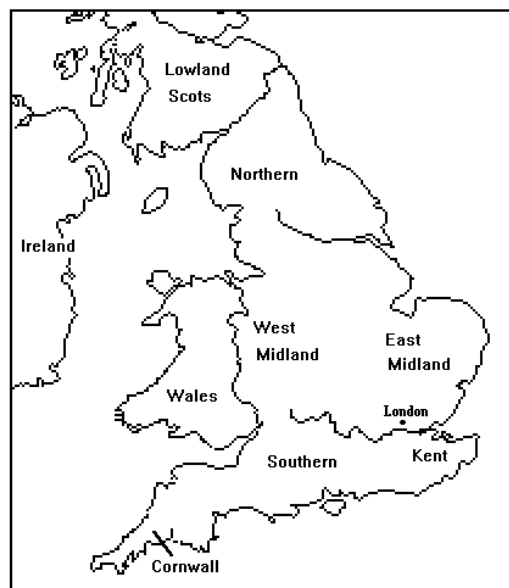 Lowland
Scots
Northern
Ireland
West
Midland
East
Midland
Wales
London
Southern
Kent
Cornwall